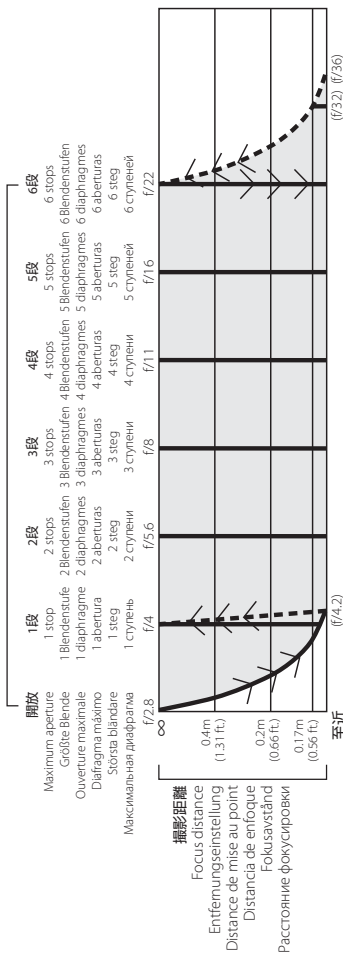 開放
Maximum aperture
Größte Blende
Ouverture maximale
Diafragma máximo
Största bländare
Максимальная диафрагма
f/2.8
1段
1 stop
1 Blendenstufe
1 diaphragme
1 abertura
1 steg
1 ступень
f/4
2段
2 stops
2 Blendenstufen
2 diaphragmes
2 aberturas
2 steg
2 ступени
f/5.6
3段
3 stops
3 Blendenstufen
3 diaphragmes
3 aberturas
3 steg
3 ступени
f/8
4段
4 stops
4 Blendenstufen
4 diaphragmes
4 aberturas
4 steg
4 ступени
f/11
5段
5 stops
5 Blendenstufen
5 diaphragmes
5 aberturas
5 steg
5 ступеней
f/16
6段
6 stops
6 Blendenstufen
6 diaphragmes
6 aberturas
6 steg
6 ступеней
f/22
撮影距離
Focus distance
Entfernungseinstellung
Distance de mise au point
Distancia de enfoque
Fokusavstånd
Расстояние фокусировки
∞
0.4m
(1.31 ft.)
0.2m
(0.66 ft.)
0.17m
(0.56 ft.)
至近
(f/4.2)
(f/32)
(f/36)